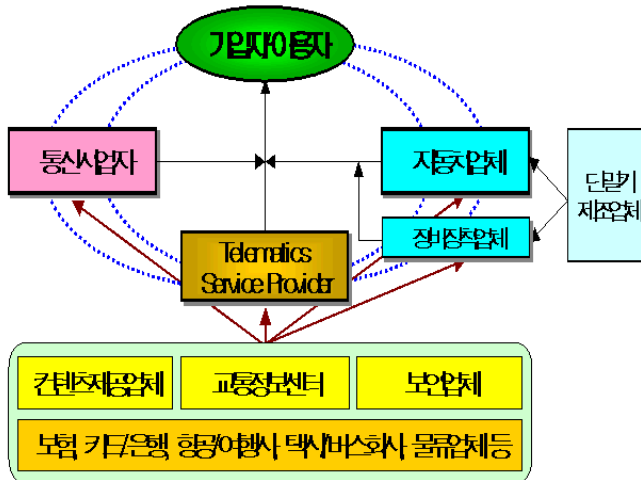 가입자/이용자
통신사업자
자동차업체
단말기
제조업체
장비장착업체
Telematics
Service Provider
컨텐츠제공업체
교통정보센터
보안업체
보험, 카드/은행, 항공/여행사, 택시/버스회사, 물류업체 등